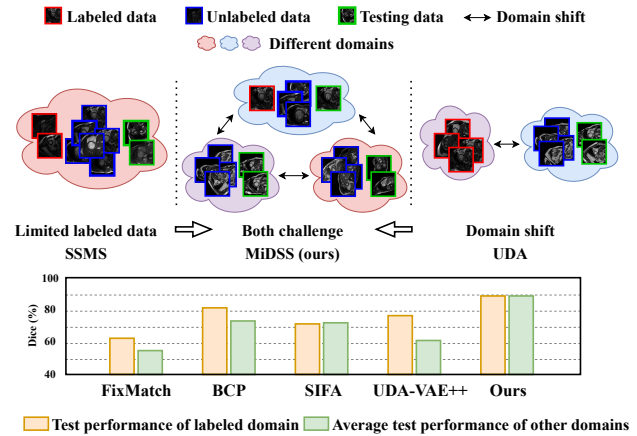 Labeled data Unlabeled data Testing data Domain shift
Different domains
Limited labeled data Both challenge Domain shift
SSMS MiDSS (ours) UDA
100
80
60
40
Dice (%)
FixMatch BCP SIFA UDA-VAE++ Ours
Test performance of labeled domain Average test performance of other domains